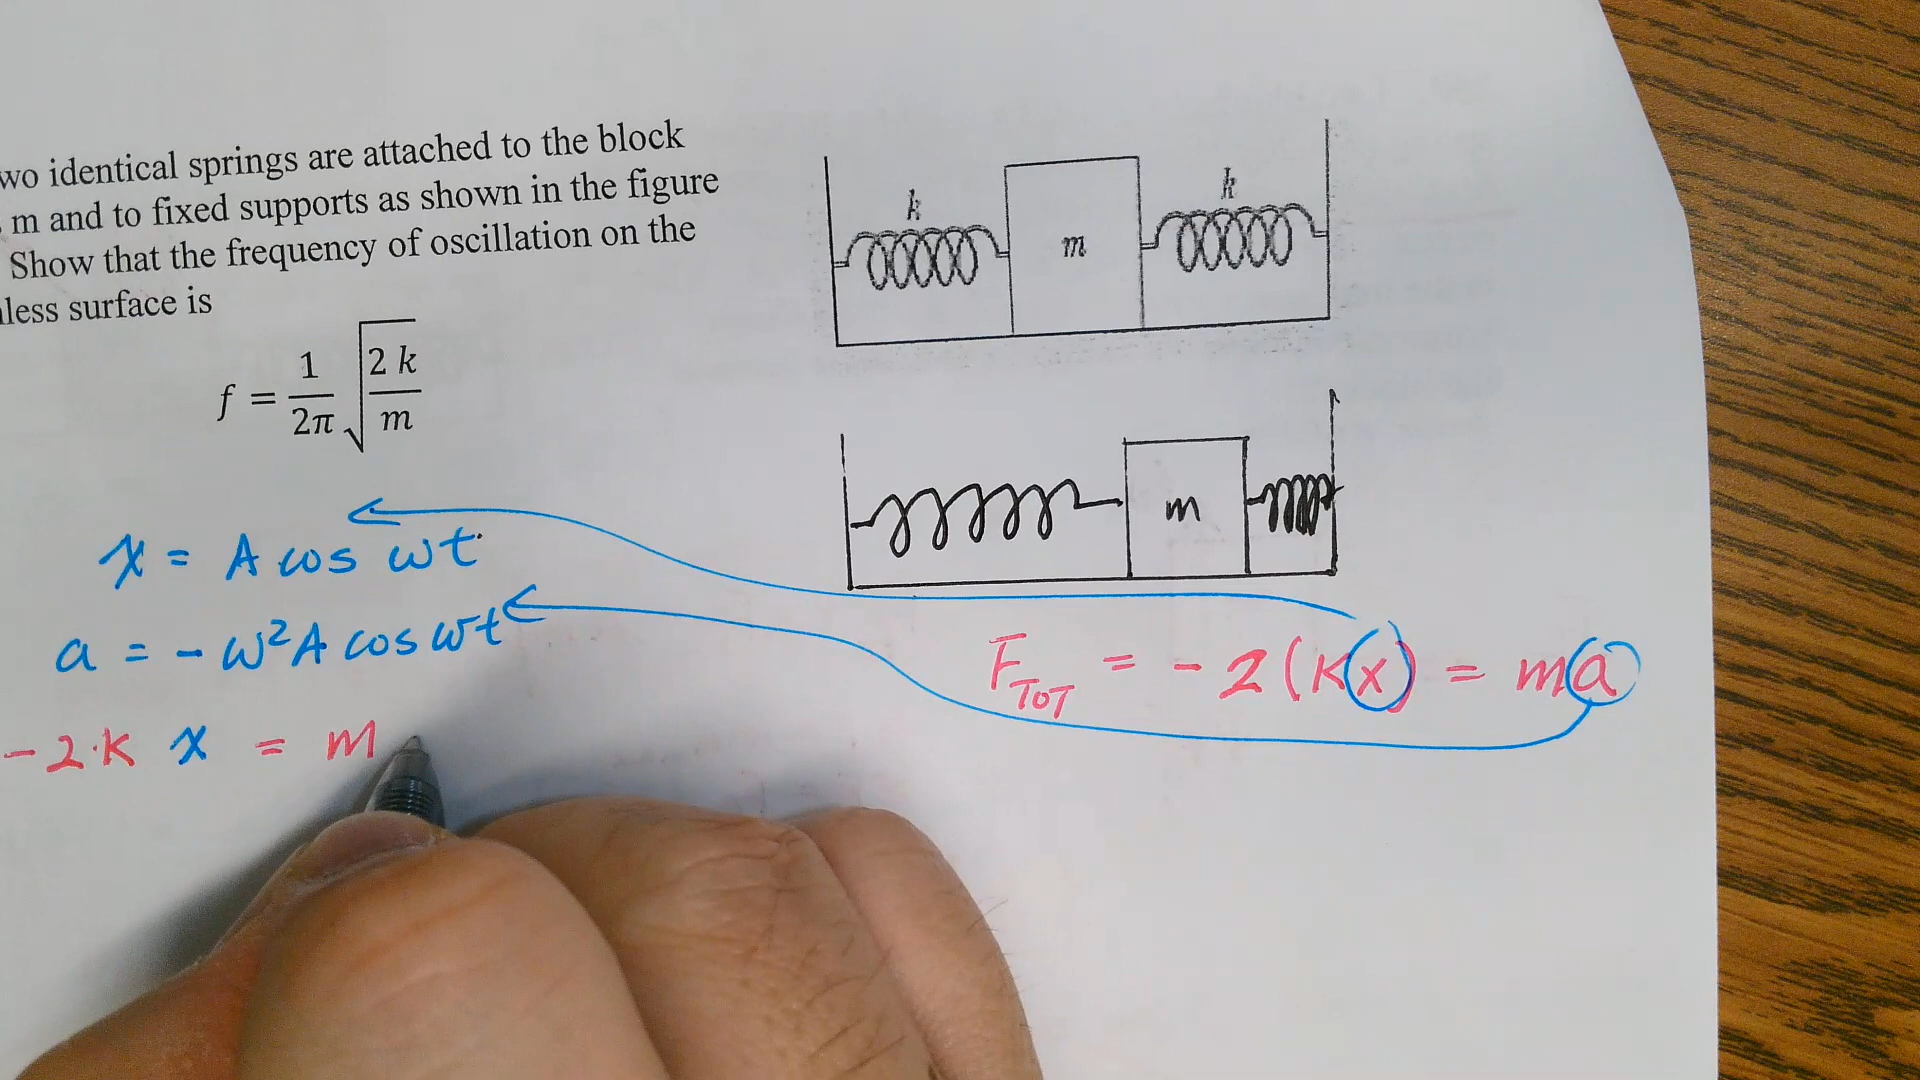 wo identical springs are attached to the block
m and to fixed supports as shown in the figure
Show that the frequency of oscillation on the
less surface is
f = 1/2π √(2 k/m)
k
k
m
m
x = A cos ωt
a = - ω²A cos ωt
F_TOT = - 2 (Kx) = ma
- 2·K x = m